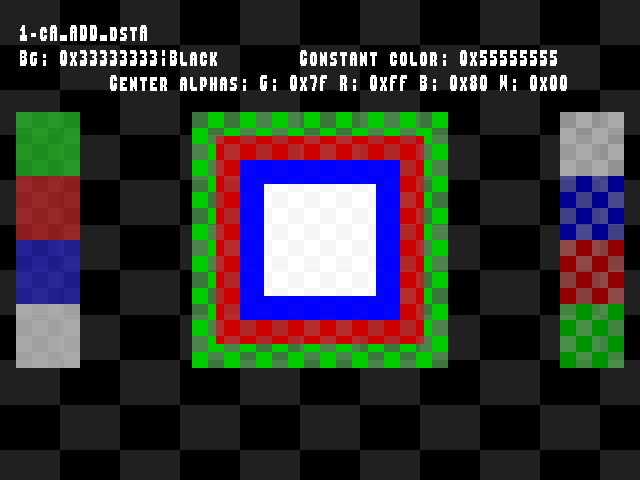 1-cA_ADD_dstA
Bg: 0x33333333;Black Constant color: 0x55555555
Center alphas: G: 0x7F R: 0xFF B: 0x80 W: 0x00